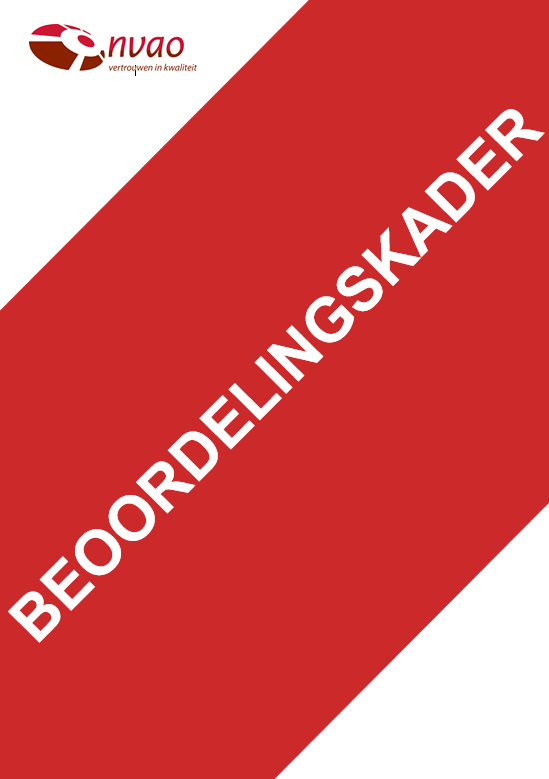 nvao
vertrouwen in kwaliteit
BEOORDELINGSKADER